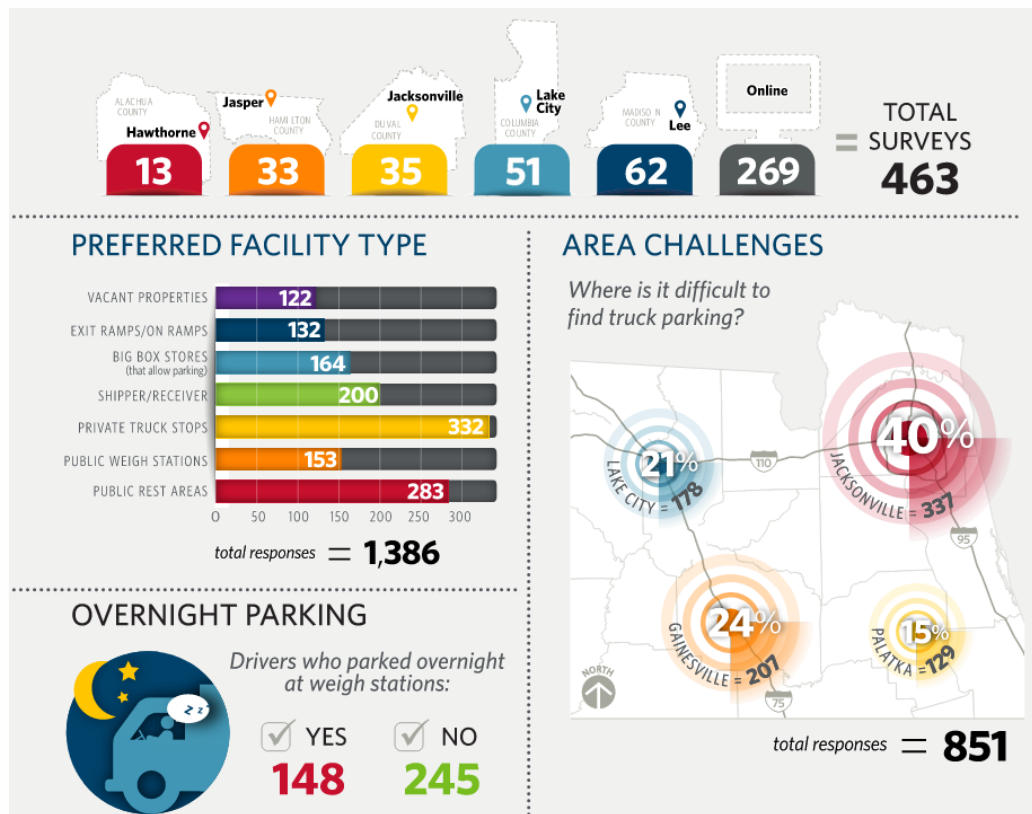 ALACHUA
COUNTY
Hawthorne
13
Jasper
HAMILTON
COUNTY
33
Jacksonville
DUVAL
COUNTY
35
Lake
City
COLUMBIA
COUNTY
51
MADISON
COUNTY
Lee
62
Online
269
=
TOTAL
SURVEYS
463
PREFERRED FACILITY TYPE
VACANT PROPERTIES 122
EXIT RAMPS/ON RAMPS 132
BIG BOX STORES
(that allow parking) 164
SHIPPER/RECEIVER 200
PRIVATE TRUCK STOPS 332
PUBLIC WEIGH STATIONS 153
PUBLIC REST AREAS 283
0 50 100 150 200 250 300
total responses = 1,386
OVERNIGHT PARKING
Drivers who parked overnight
at weigh stations:
z z z
YES NO
148 245
AREA CHALLENGES
Where is it difficult to
find truck parking?
40%
JACKSONVILLE = 337
21%
LAKE CITY = 178
110
95
24%
GAINESVILLE = 207
15%
PALATKA = 129
NORTH
75
total responses = 851